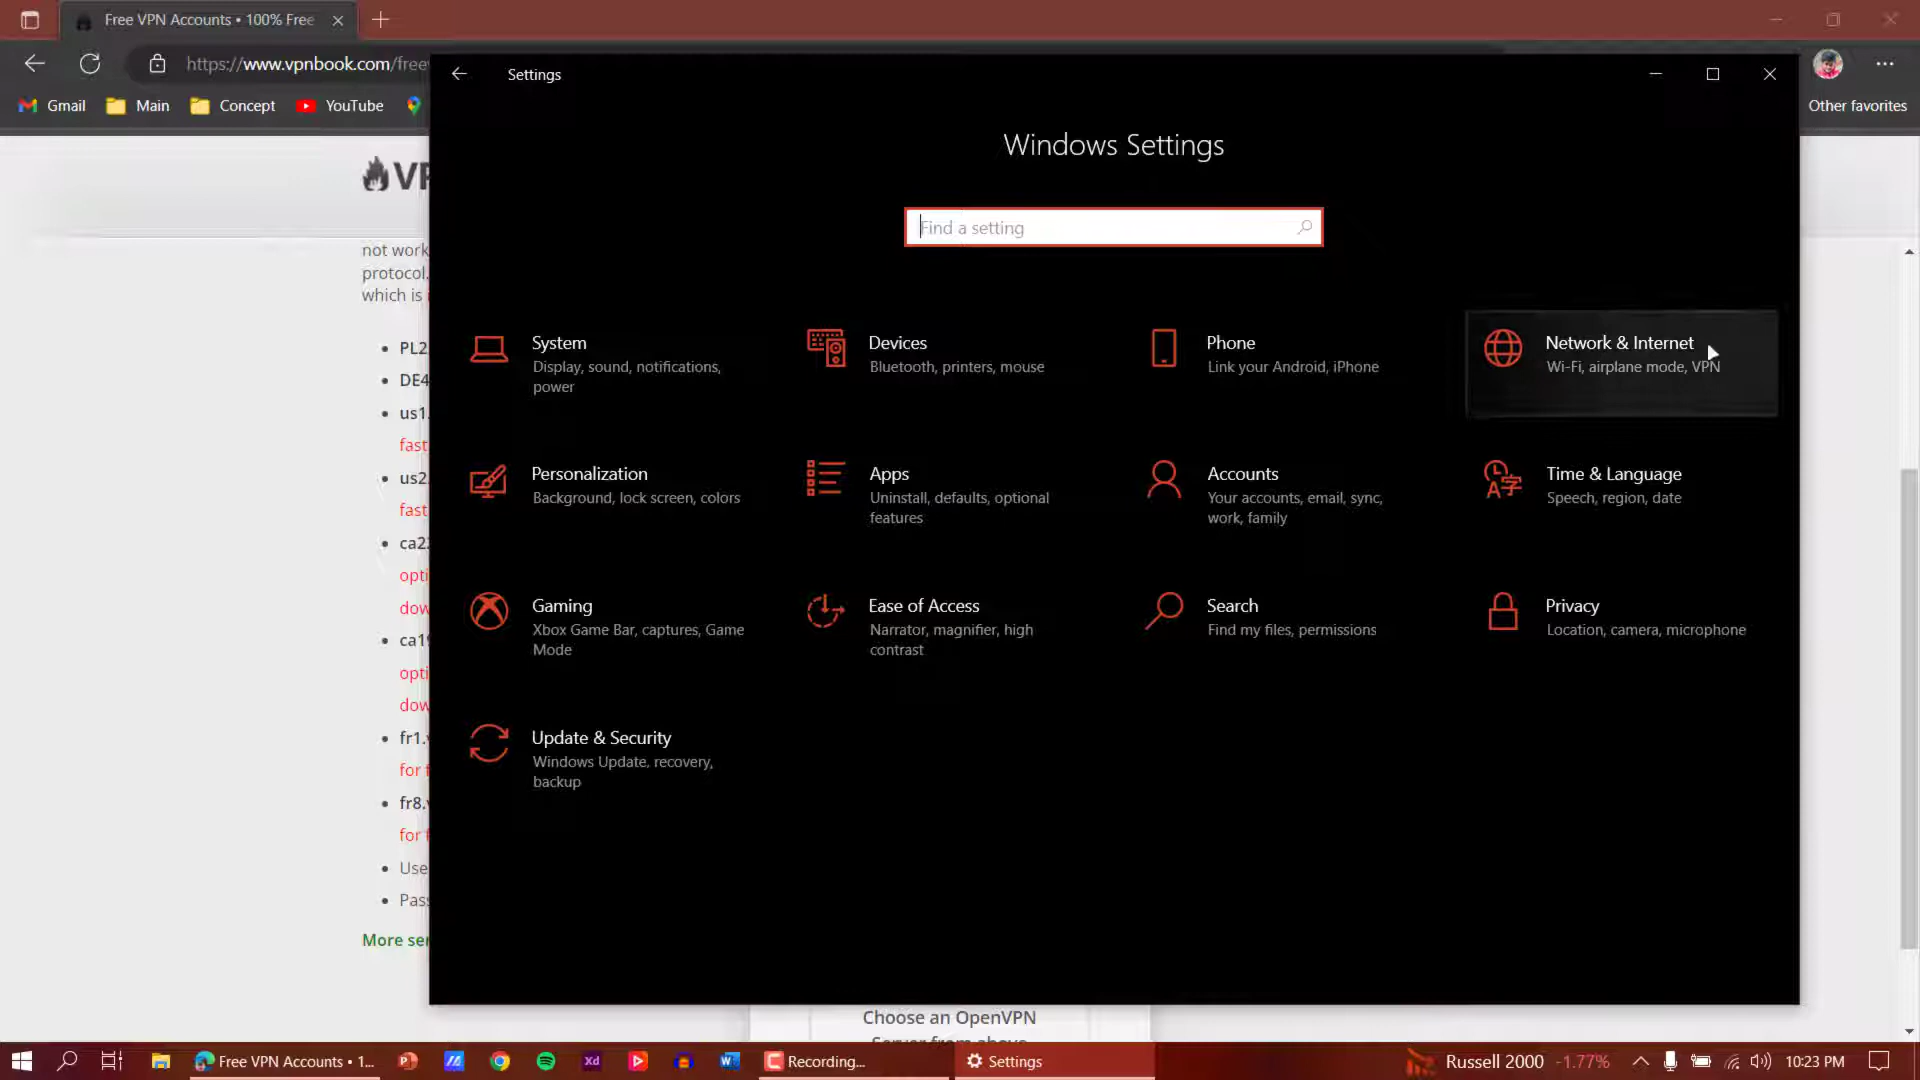 Free VPN Accounts • 100% Free
https://www.vpnbook.com/free
Gmail
Main
Concept
YouTube
Other favorites
Settings
Windows Settings
Find a setting
System
Display, sound, notifications,
power
Devices
Bluetooth, printers, mouse
Phone
Link your Android, iPhone
Network & Internet
Wi-Fi, airplane mode, VPN
Personalization
Background, lock screen, colors
Apps
Uninstall, defaults, optional
features
Accounts
Your accounts, email, sync,
work, family
Time & Language
Speech, region, date
Gaming
Xbox Game Bar, captures, Game
Mode
Ease of Access
Narrator, magnifier, high
contrast
Search
Find my files, permissions
Privacy
Location, camera, microphone
Update & Security
Windows Update, recovery,
backup
VP
not work
protocol.
which is
PL2
DE4
us1.
fast
us2.
fast
ca2
opti
dow
ca19
opti
dow
fr1.
for
fr8.
for
Use
Pas
More ser
Choose an OpenVPN
Server from above
Free VPN Accounts • 1...
Xd
Recording...
Settings
Russell 2000 -1.77%
10:23 PM